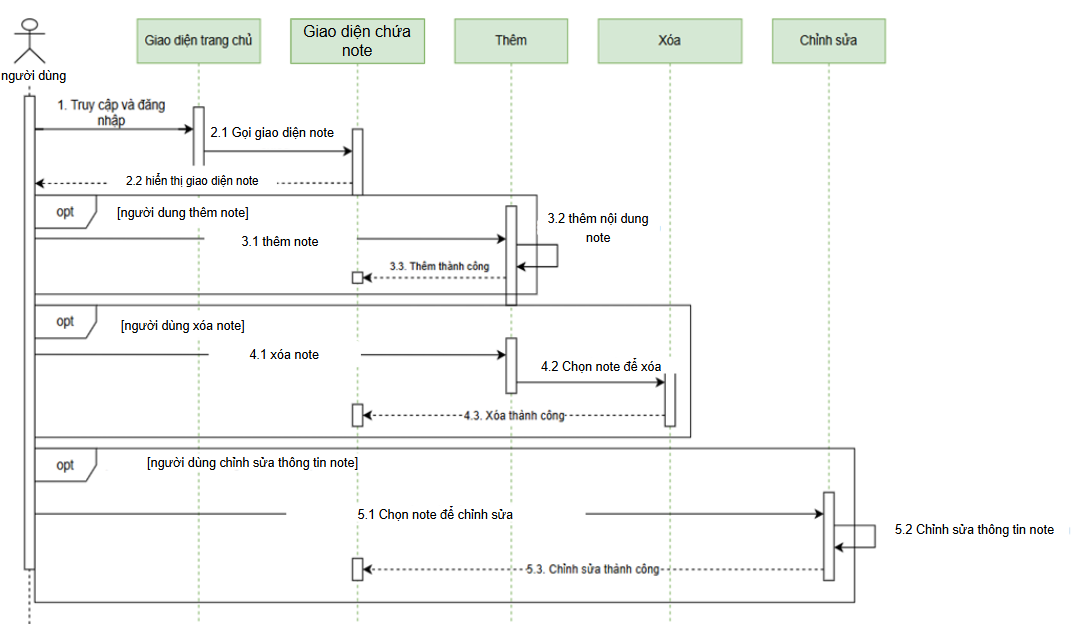 Giao diện trang chủ
Giao diện chứa
note
Thêm
Xóa
Chỉnh sửa
người dùng
1. Truy cập và đăng
nhập
2.1 Gọi giao diện note
2.2 hiển thị giao diện note
opt
[người dung thêm note]
3.2 thêm nội dung
note
3.1 thêm note
3.3. Thêm thành công
opt
[người dùng xóa note]
4.1 xóa note
4.2 Chọn note để xóa
4.3. Xóa thành công
opt
[người dùng chỉnh sửa thông tin note]
5.1 Chọn note để chỉnh sửa
5.2 Chỉnh sửa thông tin note
5.3. Chỉnh sửa thành công